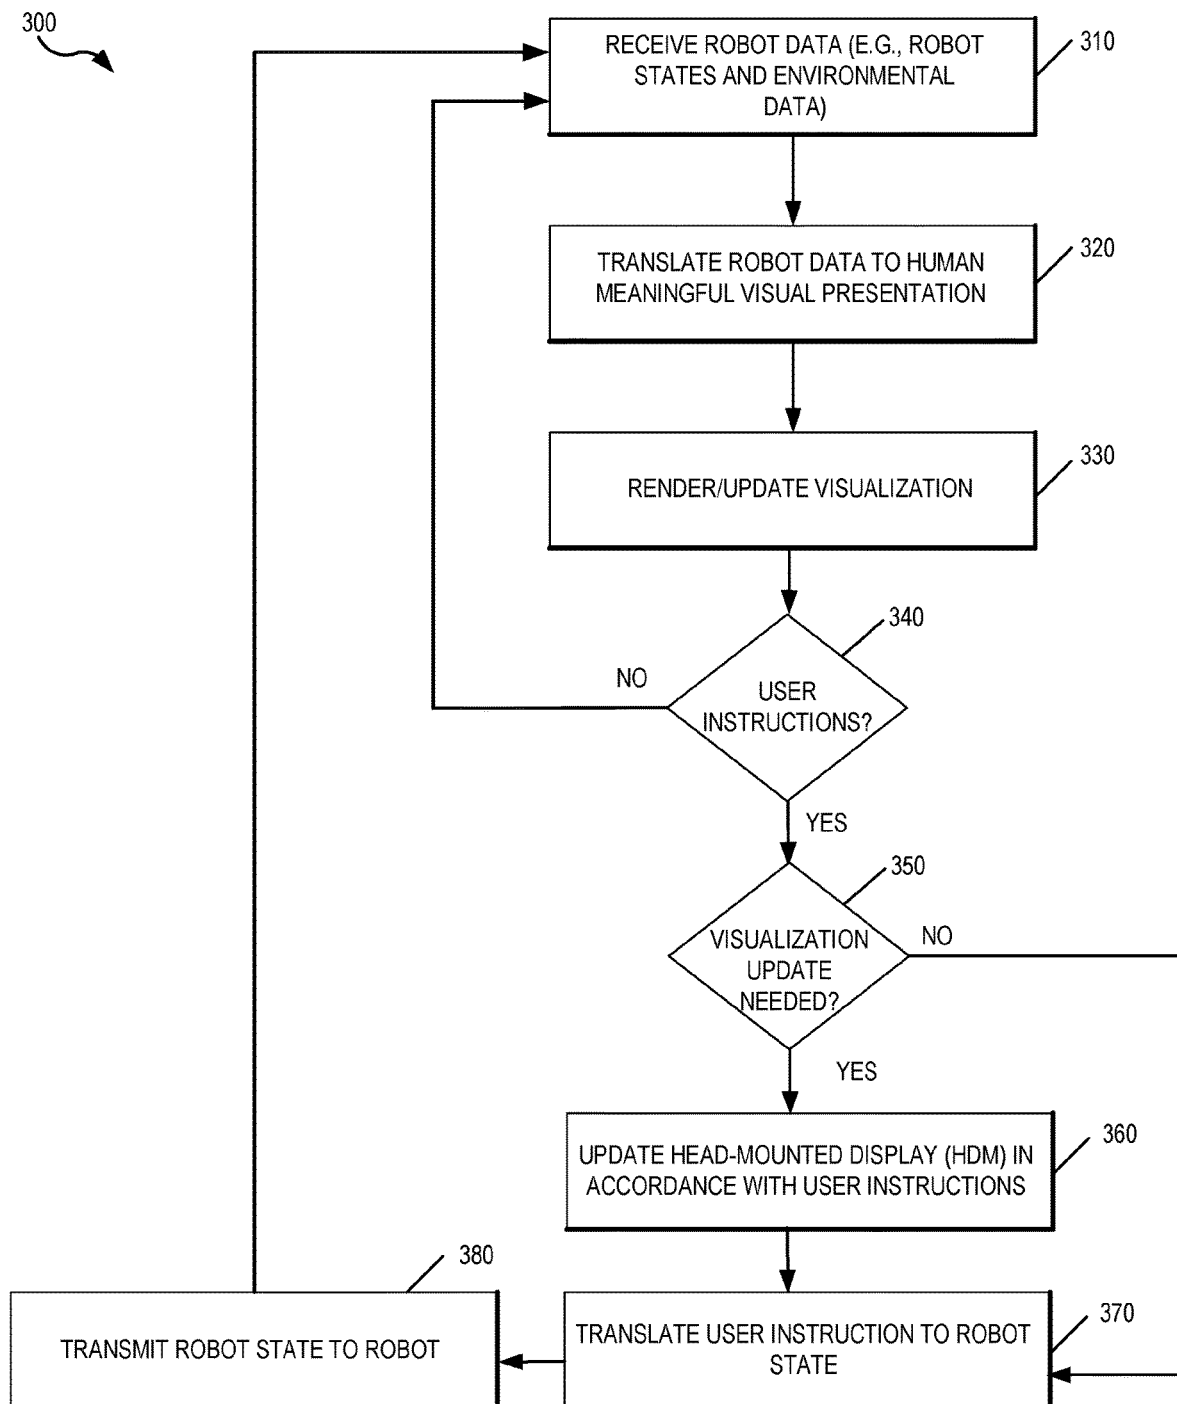 300
RECEIVE ROBOT DATA (E.G., ROBOT
STATES AND ENVIRONMENTAL
DATA)
310
TRANSLATE ROBOT DATA TO HUMAN
MEANINGFUL VISUAL PRESENTATION
320
RENDER/UPDATE VISUALIZATION
330
340
USER
INSTRUCTIONS?
NO
YES
350
VISUALIZATION
UPDATE
NEEDED?
NO
YES
UPDATE HEAD-MOUNTED DISPLAY (HDM) IN
ACCORDANCE WITH USER INSTRUCTIONS
360
TRANSLATE USER INSTRUCTION TO ROBOT
STATE
370
380
TRANSMIT ROBOT STATE TO ROBOT